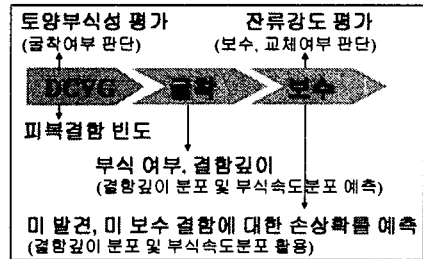 토양부식성 평가
(굴착여부 판단)
잔류강도 평가
(보수, 교체여부 판단)
DCVG
굴착
보수
피복결함 빈도
부식 여부, 결함깊이
(결함깊이 분포 및 부식속도분포 예측)
미 발견, 미 보수 결함에 대한 손상확률 예측
(결함깊이 분포 및 부식속도분포 활용)